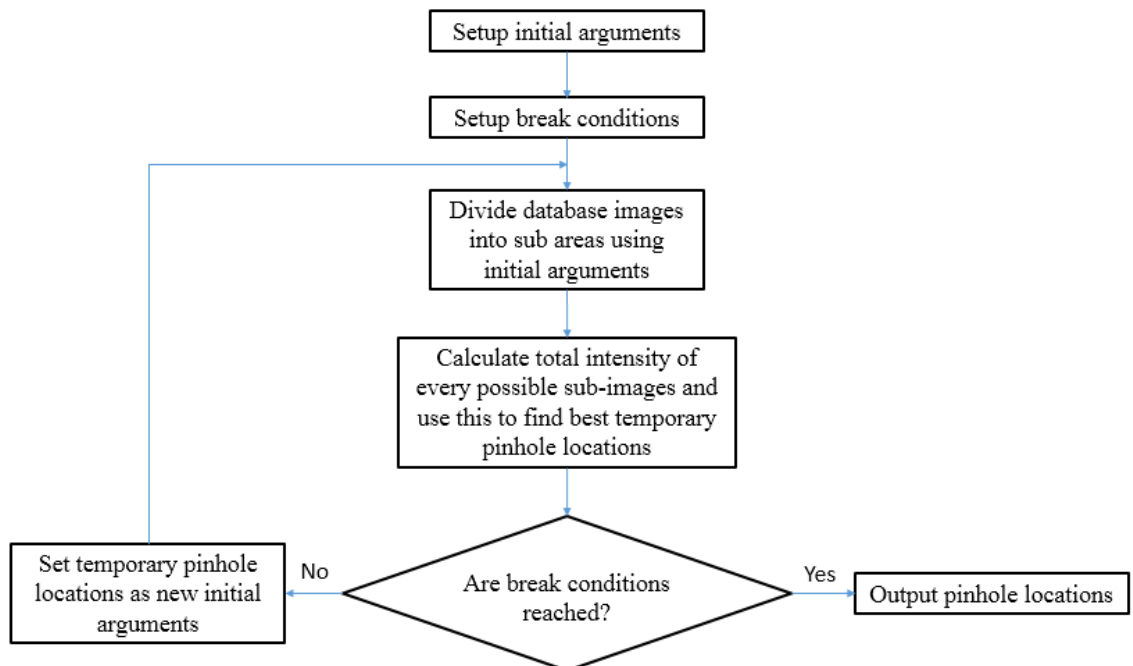 Setup initial arguments
Setup break conditions
Divide database images
into sub areas using
initial arguments
Calculate total intensity of
every possible sub-images and
use this to find best temporary
pinhole locations
Set temporary pinhole
locations as new initial
arguments
No
Are break conditions
reached?
Yes
Output pinhole locations